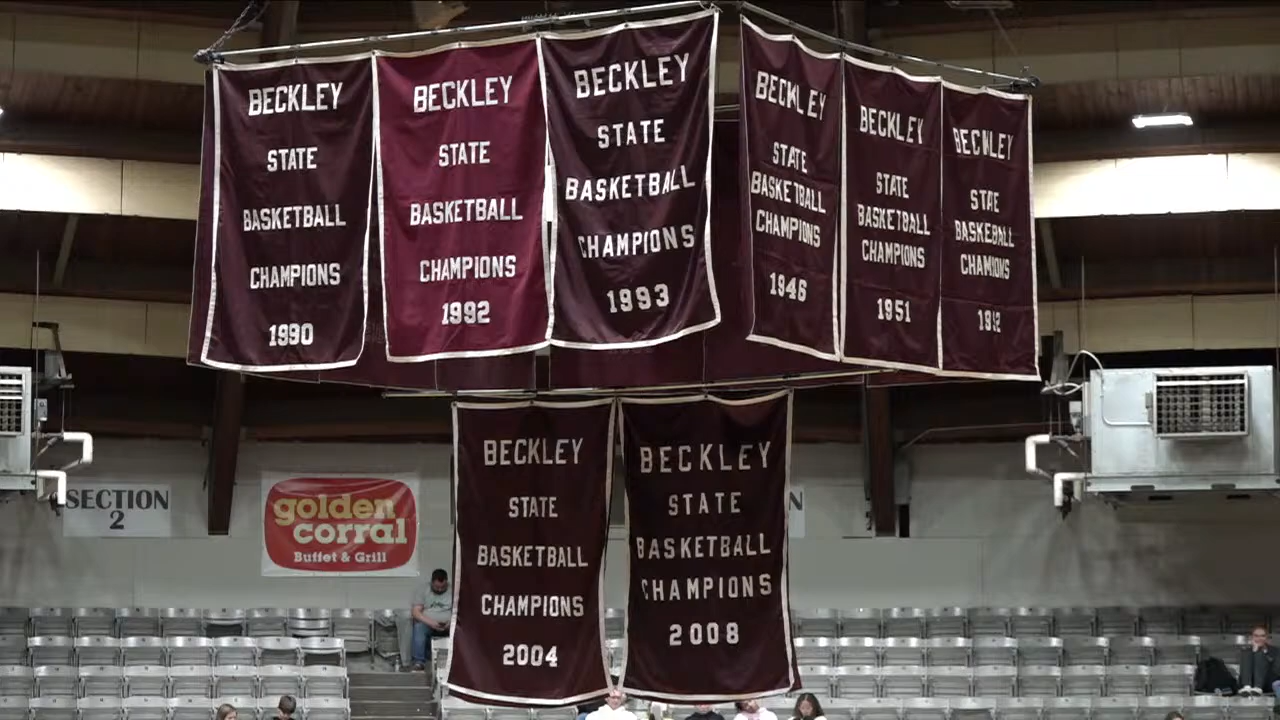 BECKLEY
STATE
BASKETBALL
CHAMPIONS
1990
BECKLEY
STATE
BASKETBALL
CHAMPIONS
1992
BECKLEY
STATE
BASKETBALL
CHAMPIONS
1993
BECKLEY
STATE
BASKETBALL
CHAMPIONS
1946
BECKLEY
STATE
BASKETBALL
CHAMPIONS
1951
BECKLEY
STATE
BASKETBALL
CHAMPIONS
BECKLEY
STATE
BASKETBALL
CHAMPIONS
2004
BECKLEY
STATE
BASKETBALL
CHAMPIONS
2008
SECTION
2
golden
corral
Buffet & Grill